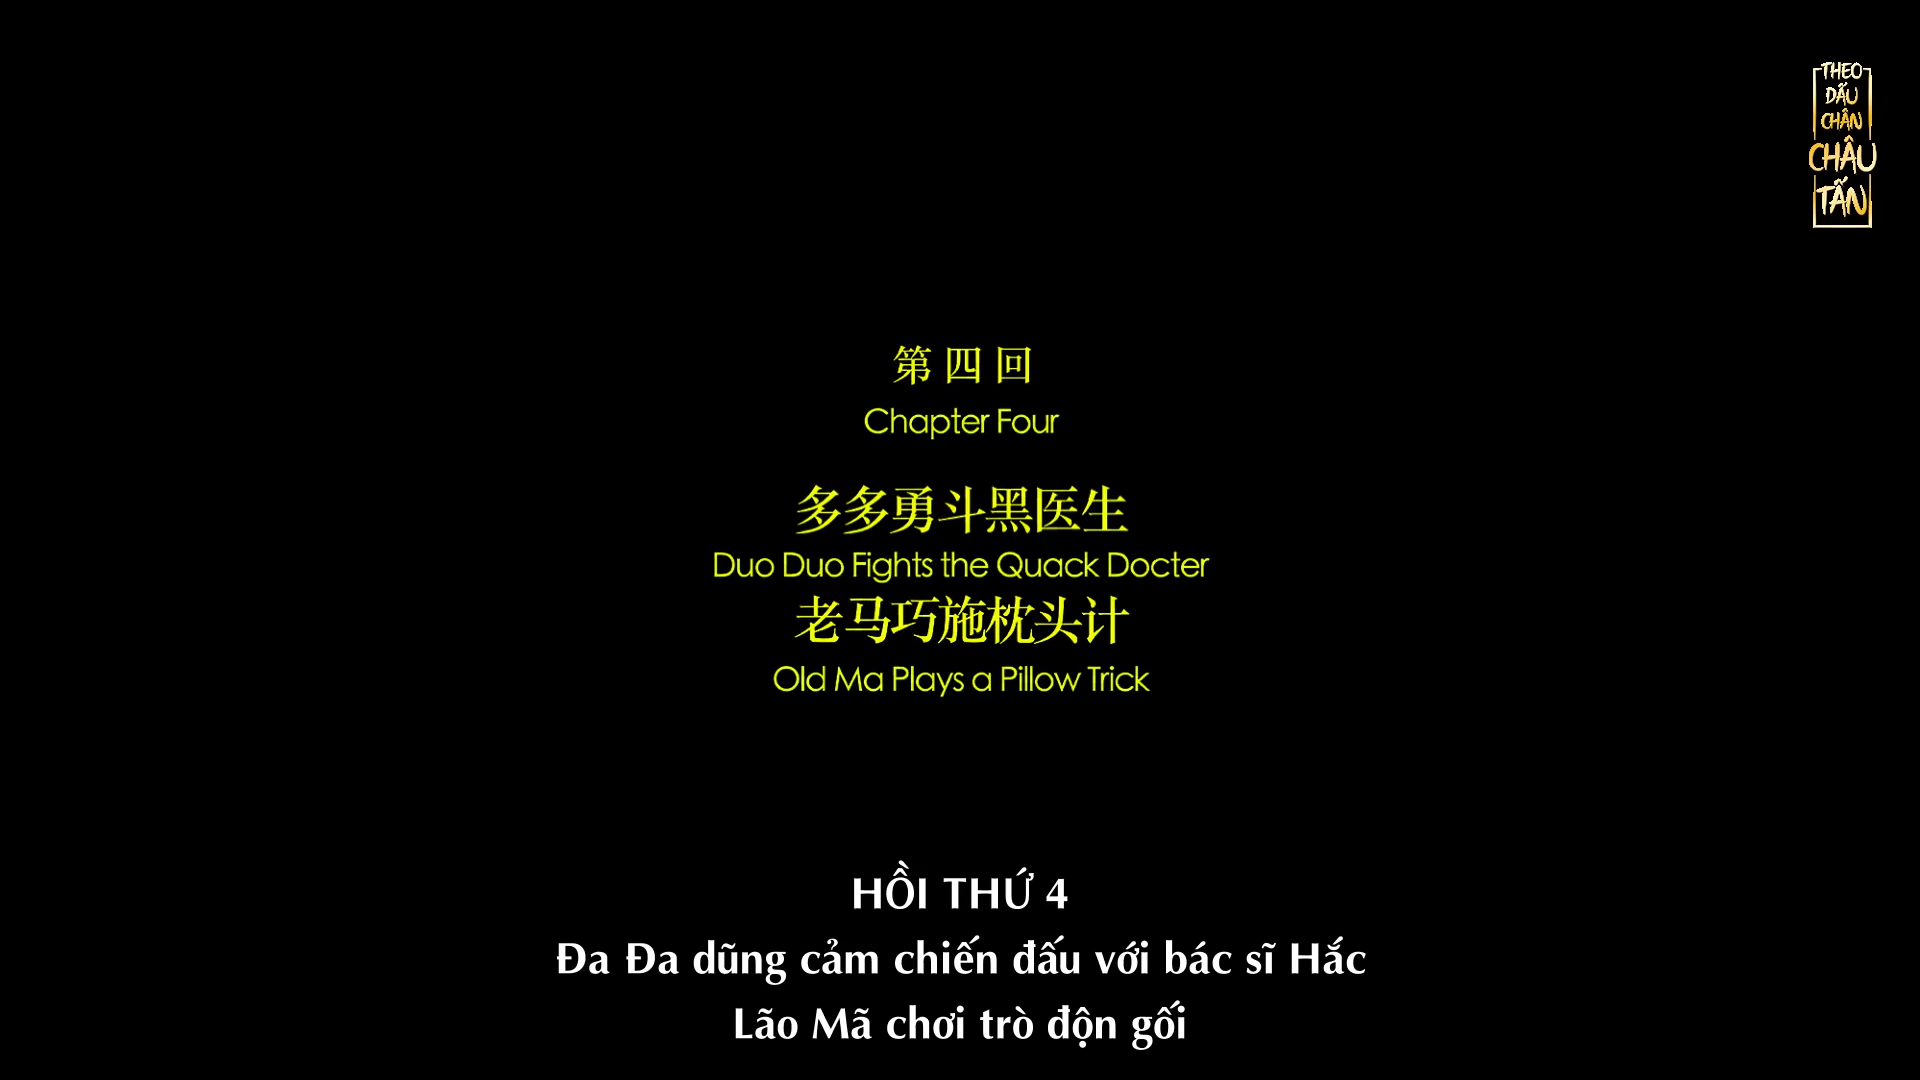 THEO
DẤU
CHÂN
CHÂU
TẤN
第四回
Chapter Four
多多勇斗黑医生
Duo Duo Fights the Quack Docter
老马巧施枕头计
Old Ma Plays a Pillow Trick
HỒI THỨ 4
Đa Đa dũng cảm chiến đấu với bác sĩ Hắc
Lão Mã chơi trò độn gối